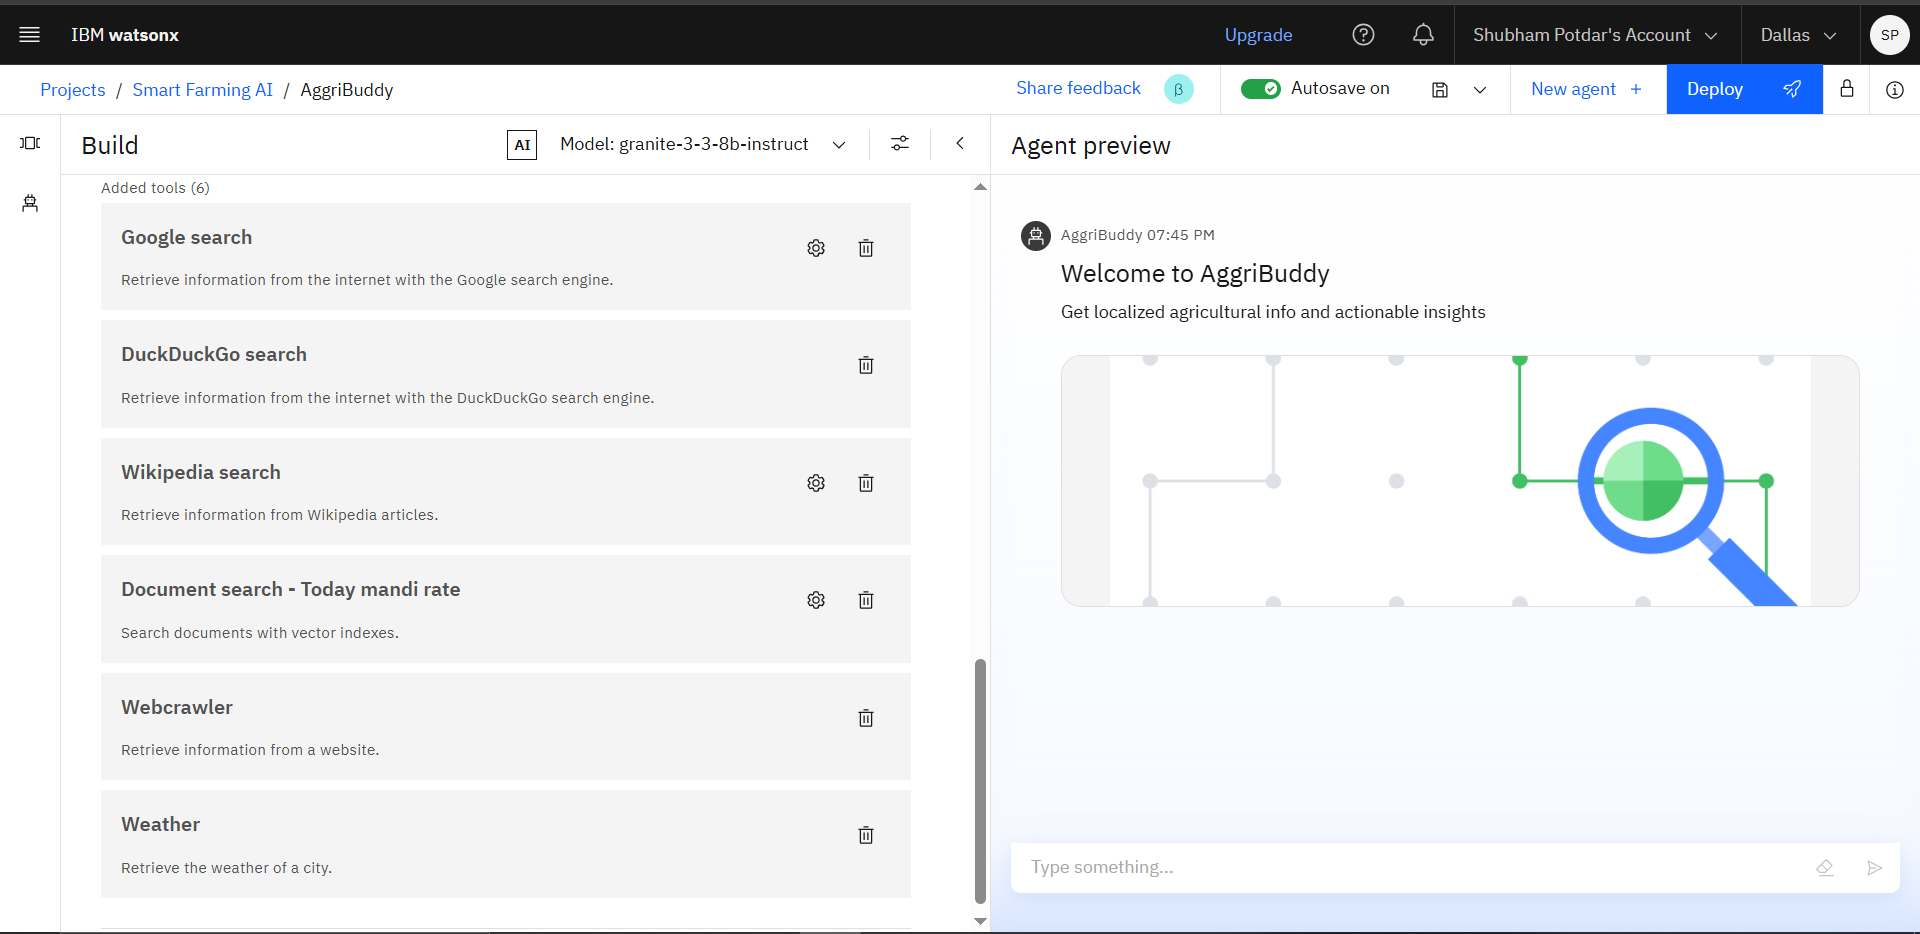 IBM watsonx
Upgrade
Shubham Potdar's Account
Dallas
SP
Projects / Smart Farming AI / AggriBuddy
Share feedback
β
Autosave on
New agent +
Deploy
Build
AI
Model: granite-3-3-8b-instruct
Added tools (6)
Google search
Retrieve information from the internet with the Google search engine.
DuckDuckGo search
Retrieve information from the internet with the DuckDuckGo search engine.
Wikipedia search
Retrieve information from Wikipedia articles.
Document search - Today mandi rate
Search documents with vector indexes.
Webcrawler
Retrieve information from a website.
Weather
Retrieve the weather of a city.
Agent preview
AggriBuddy 07:45 PM
Welcome to AggriBuddy
Get localized agricultural info and actionable insights
Type something...